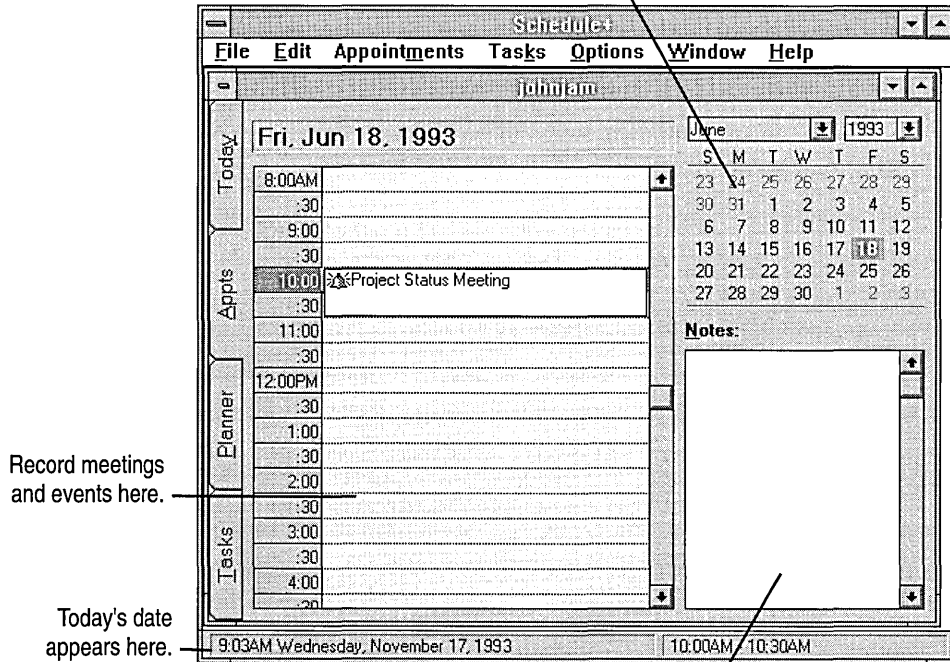 Schedule+
File Edit Appointments Tasks Options Window Help
johnjam
Today
Appts
Planner
Tasks
Fri, Jun 18, 1993
8:00AM
:30
9:00
:30
10:00 Project Status Meeting
:30
11:00
:30
12:00PM
:30
1:00
:30
2:00
:30
3:00
:30
4:00
:30
June 1993
S M T W T F S
23 24 25 26 27 28 29
30 31 1 2 3 4 5
6 7 8 9 10 11 12
13 14 15 16 17 18 19
20 21 22 23 24 25 26
27 28 29 30 1 2 3
Notes:
Record meetings
and events here.
Today's date
appears here.
9:03AM Wednesday, November 17, 1993
10:00AM - 10:30AM